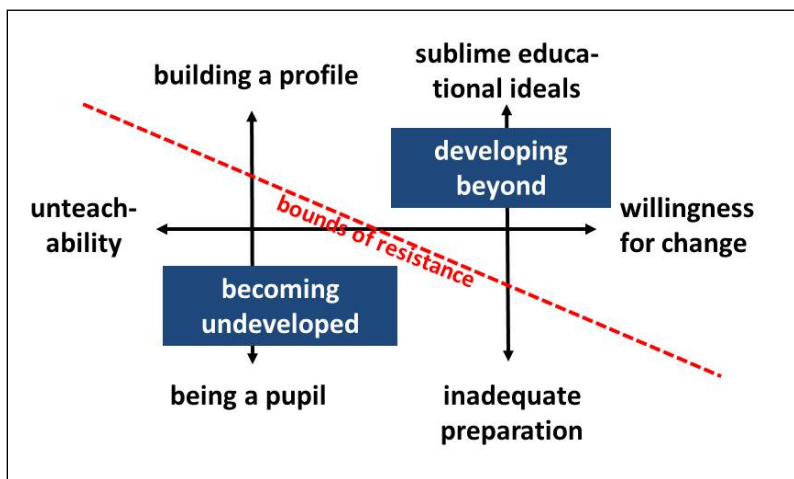 building a profile
sublime educa-
tional ideals
developing
beyond
unteach-
ability
bounds of resistance
willingness
for change
becoming
undeveloped
being a pupil
inadequate
preparation